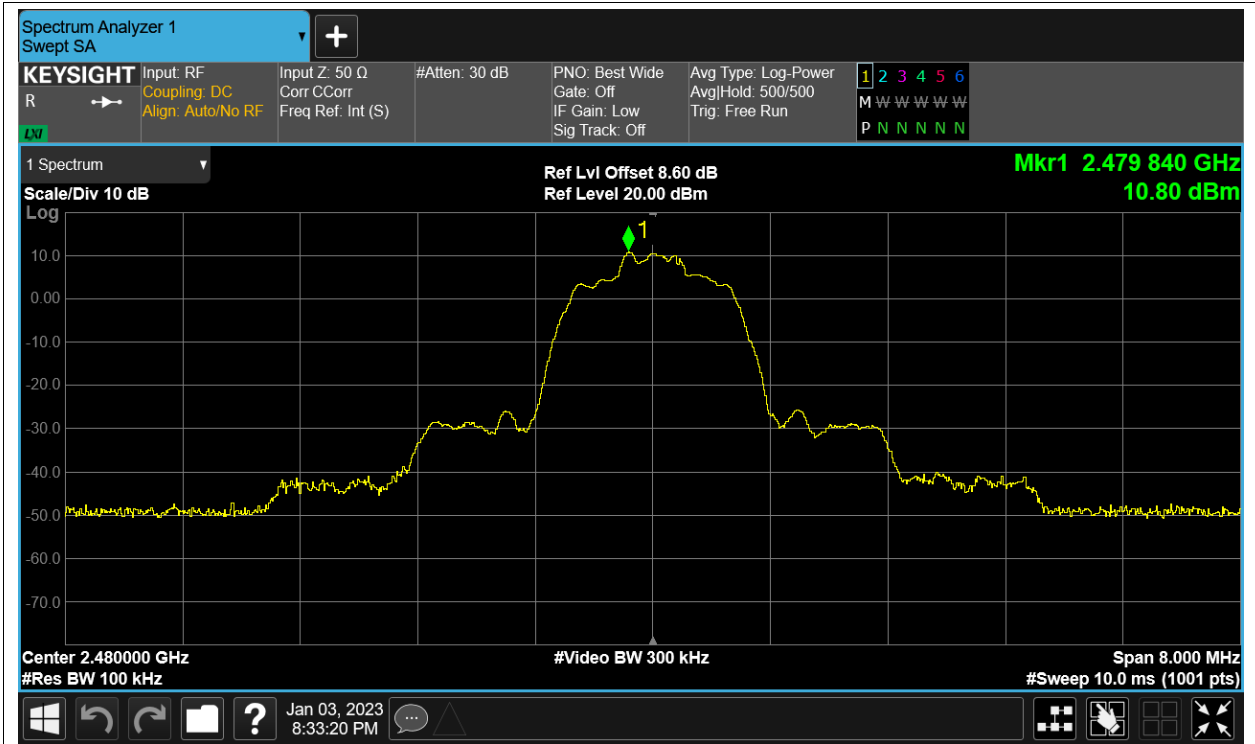 Spectrum Analyzer 1
Swept SA
+
KEYSIGHT
R
LXI
Input: RF
Coupling: DC
Align: Auto/No RF
Input Z: 50 Ω
Corr CCorr
Freq Ref: Int (S)
#Atten: 30 dB
PNO: Best Wide
Gate: Off
IF Gain: Low
Sig Track: Off
Avg Type: Log-Power
Avg|Hold: 500/500
Trig: Free Run
1 2 3 4 5 6
M W W W W W
P N N N N N
1 Spectrum
Scale/Div 10 dB
Log
Ref Lvl Offset 8.60 dB
Ref Level 20.00 dBm
Mkr1 2.479 840 GHz
10.80 dBm
1
10.0
0.00
-10.0
-20.0
-30.0
-40.0
-50.0
-60.0
-70.0
Center 2.480000 GHz
#Res BW 100 kHz
#Video BW 300 kHz
Span 8.000 MHz
#Sweep 10.0 ms (1001 pts)
?
Jan 03, 2023
8:33:20 PM